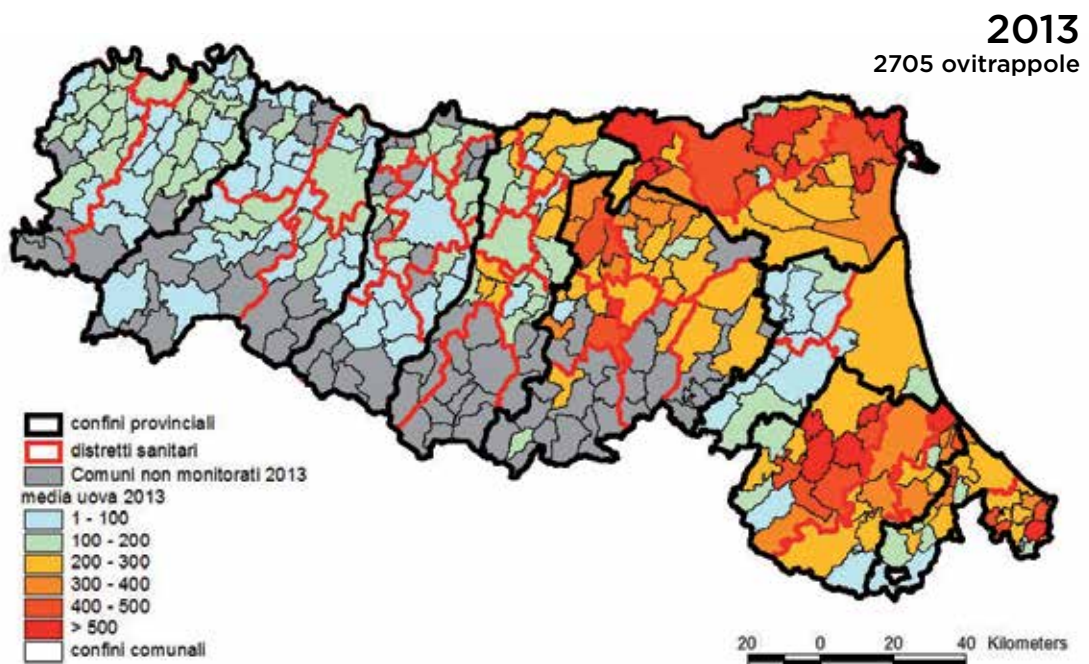 2013
2705 ovitrappole
confini provinciali
distretti sanitari
Comuni non monitorati 2013
media uova 2013
1 - 100
100 - 200
200 - 300
300 - 400
400 - 500
> 500
confini comunali
20 0 20 40 Kilometers